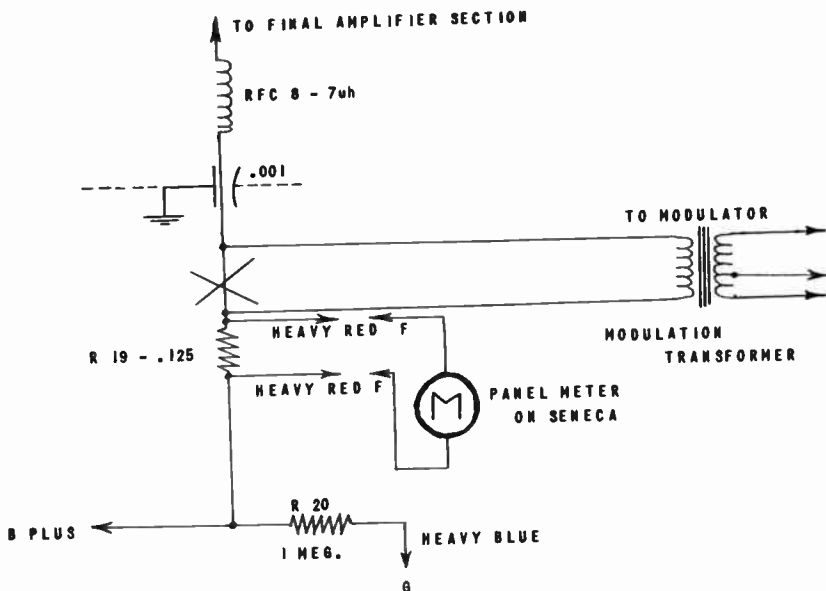 TO FINAL AMPLIFIER SECTION
RFC 8 - 7uh
.001
TO MODULATOR
HEAVY RED F
R 19 - .125
MODULATION
TRANSFORMER
HEAVY RED F
M
PANEL METER
ON SENECA
R 20
B PLUS
HEAVY BLUE
1 MEG.
G